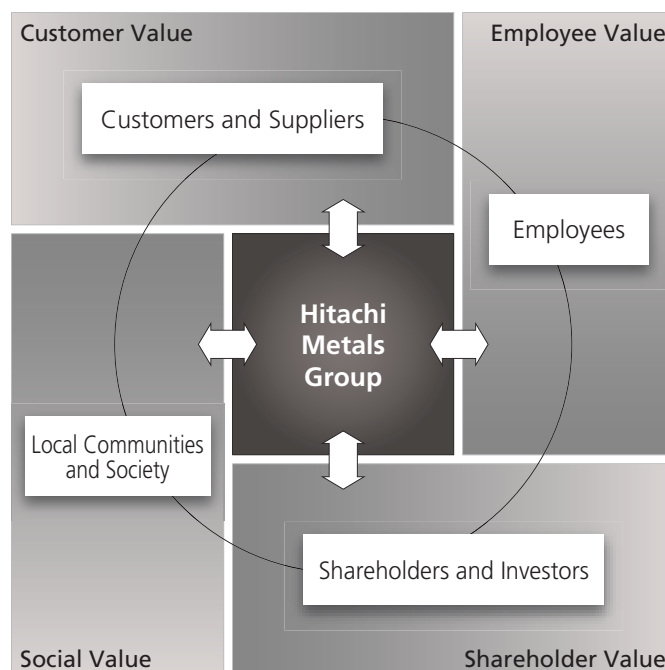 Customer Value
Employee Value
Customers and Suppliers
Employees
Hitachi
Metals
Group
Local Communities
and Society
Shareholders and Investors
Social Value
Shareholder Value